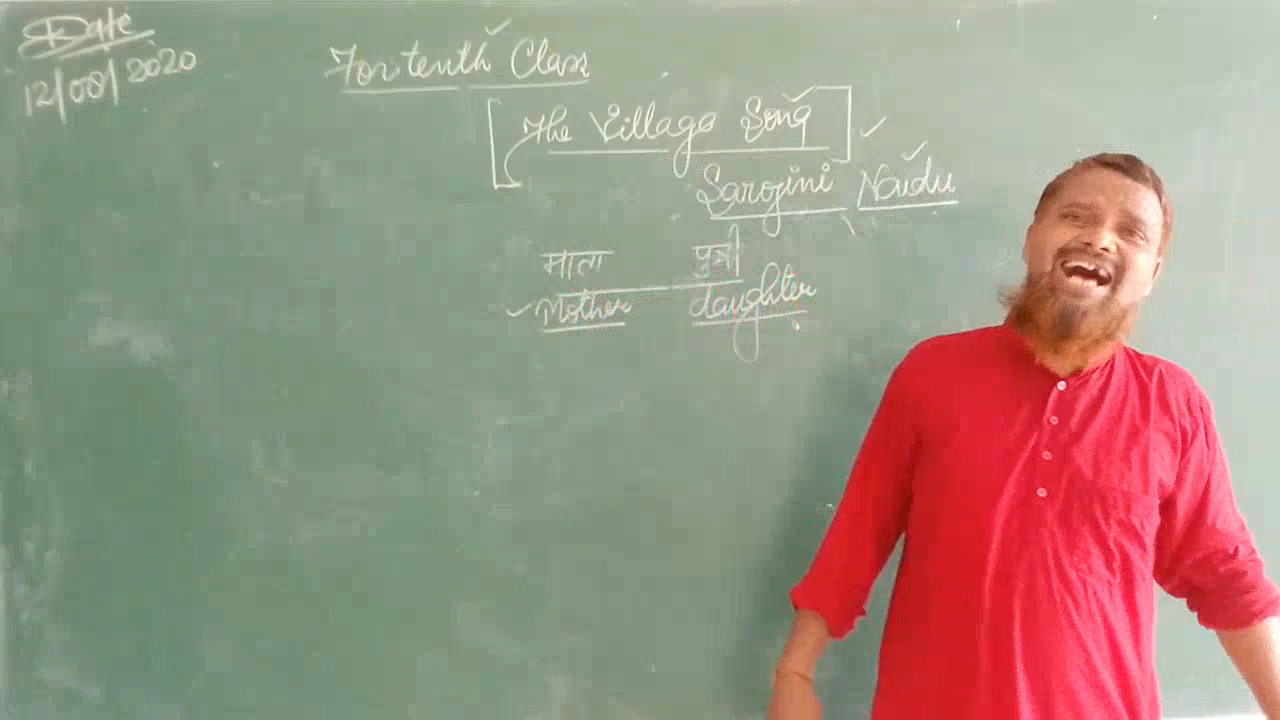 Date
12/08/2020
For tenth Class
[The Village Song]
Sarojini Naidu
माता पुत्री
Mother daughter